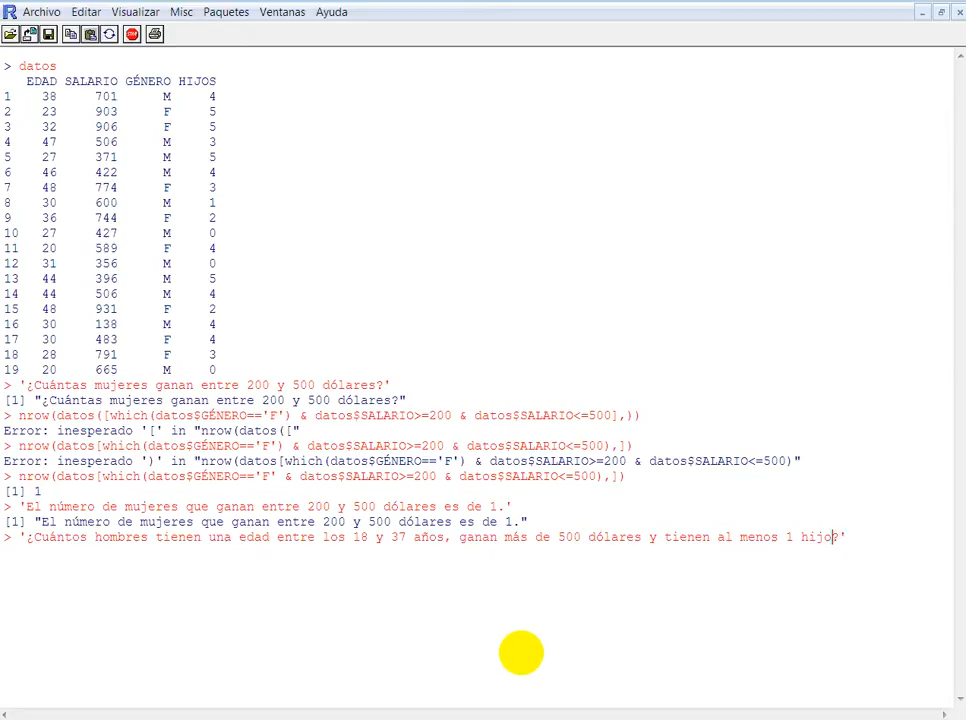 R Archivo Editar Visualizar Misc Paquetes Ventanas Ayuda
STOP
> datos
EDAD SALARIO GÉNERO HIJOS
1 38 701 M 4
2 23 903 F 5
3 32 906 F 5
4 47 506 M 3
5 27 371 M 5
6 46 422 M 4
7 48 774 F 3
8 30 600 M 1
9 36 744 F 2
10 27 427 M 0
11 20 589 F 4
12 31 356 M 0
13 44 396 M 5
14 44 506 M 4
15 48 931 F 2
16 30 138 M 4
17 30 483 F 4
18 28 791 F 3
19 20 665 M 0
> '¿Cuántas mujeres ganan entre 200 y 500 dólares?'
[1] "¿Cuántas mujeres ganan entre 200 y 500 dólares?"
> nrow(datos([which(datos$GÉNERO=='F') & datos$SALARIO>=200 & datos$SALARIO<=500],))
Error: inesperado '[' in "nrow(datos(["
> nrow(datos[which(datos$GÉNERO=='F') & datos$SALARIO>=200 & datos$SALARIO<=500),])
Error: inesperado ')' in "nrow(datos[which(datos$GÉNERO=='F') & datos$SALARIO>=200 & datos$SALARIO<=500)"
> nrow(datos[which(datos$GÉNERO=='F' & datos$SALARIO>=200 & datos$SALARIO<=500),])
[1] 1
> 'El número de mujeres que ganan entre 200 y 500 dólares es de 1.'
[1] "El número de mujeres que ganan entre 200 y 500 dólares es de 1."
> '¿Cuántos hombres tienen una edad entre los 18 y 37 años, ganan más de 500 dólares y tienen al menos 1 hijo?'